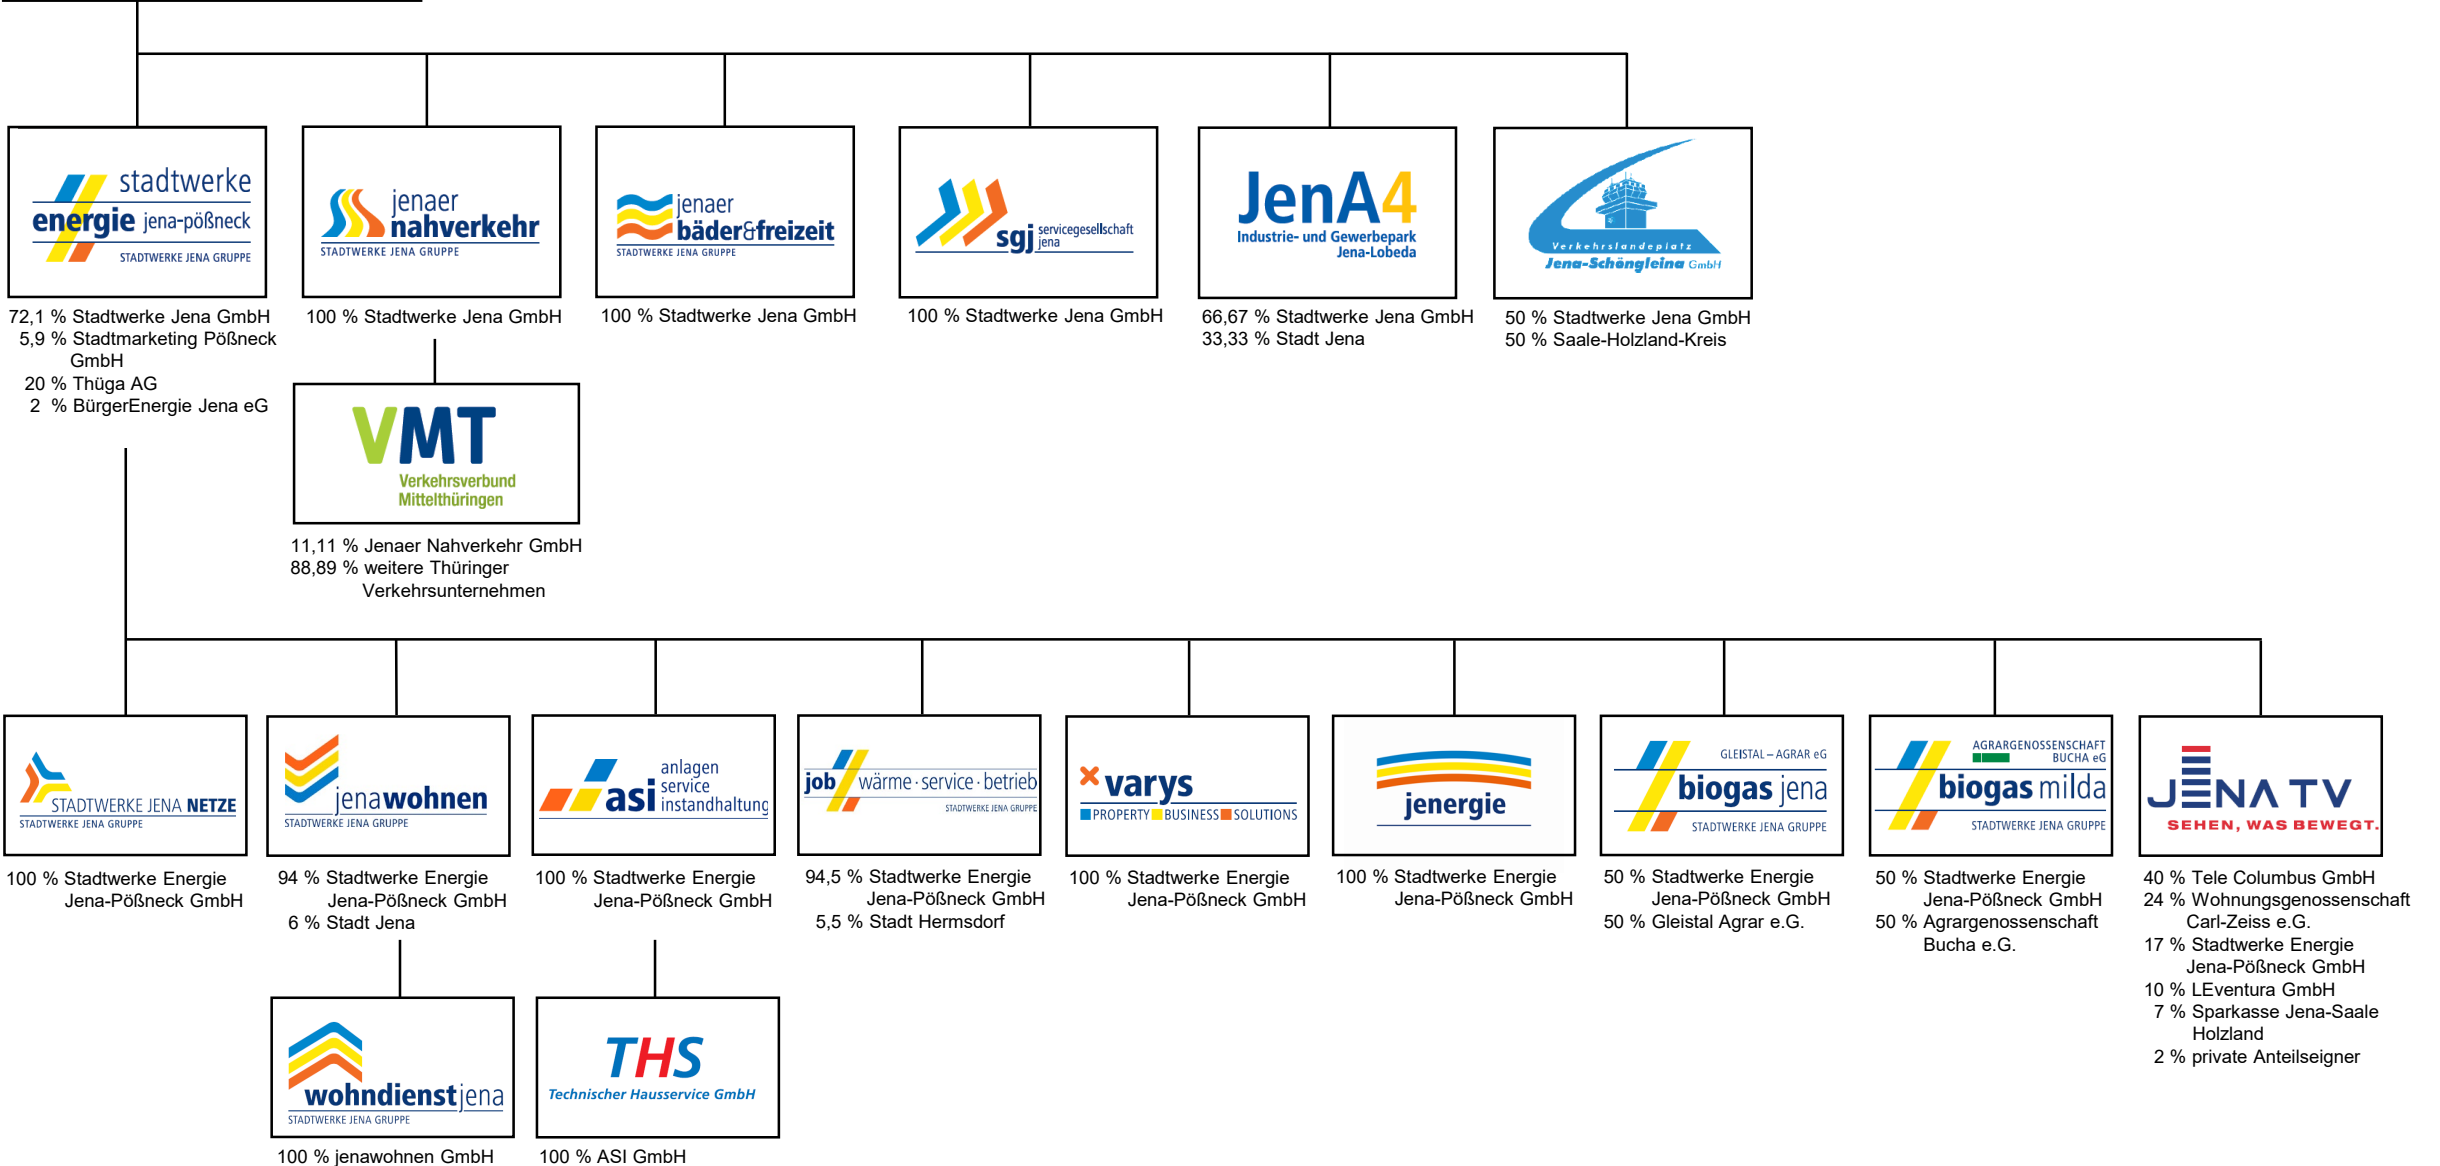 stadtwerke
energie jena-pößneck
STADTWERKE JENA GRUPPE
72,1 % Stadtwerke Jena GmbH
5,9 % Stadtmarketing Pößneck
GmbH
20 % Thüga AG
2 % BürgerEnergie Jena eG
jenaer
nahverkehr
STADTWERKE JENA GRUPPE
100 % Stadtwerke Jena GmbH
jenaer
bäder&freizeit
STADTWERKE JENA GRUPPE
100 % Stadtwerke Jena GmbH
sgj servicegesellschaft
jena
100 % Stadtwerke Jena GmbH
JenA4
Industrie- und Gewerbepark
Jena-Lobeda
66,67 % Stadtwerke Jena GmbH
33,33 % Stadt Jena
Verkehrslandeplatz
Jena-Schöngleina GmbH
50 % Stadtwerke Jena GmbH
50 % Saale-Holzland-Kreis
VMT
Verkehrsverbund
Mittelthüringen
11,11 % Jenaer Nahverkehr GmbH
88,89 % weitere Thüringer
Verkehrsunternehmen
STADTWERKE JENA NETZE
STADTWERKE JENA GRUPPE
100 % Stadtwerke Energie
Jena-Pößneck GmbH
jenawohnen
STADTWERKE JENA GRUPPE
94 % Stadtwerke Energie
Jena-Pößneck GmbH
6 % Stadt Jena
asi anlagen
service
instandhaltung
100 % Stadtwerke Energie
Jena-Pößneck GmbH
job wärme · service · betrieb
STADTWERKE JENA GRUPPE
94,5 % Stadtwerke Energie
Jena-Pößneck GmbH
5,5 % Stadt Hermsdorf
varys
PROPERTY BUSINESS SOLUTIONS
100 % Stadtwerke Energie
Jena-Pößneck GmbH
jenergie
100 % Stadtwerke Energie
Jena-Pößneck GmbH
GLEISTAL – AGRAR eG
biogas jena
STADTWERKE JENA GRUPPE
50 % Stadtwerke Energie
Jena-Pößneck GmbH
50 % Gleistal Agrar e.G.
AGRARGENOSSENSCHAFT
BUCHA eG
biogas milda
STADTWERKE JENA GRUPPE
50 % Stadtwerke Energie
Jena-Pößneck GmbH
50 % Agrargenossenschaft
Bucha e.G.
JENA TV
SEHEN, WAS BEWEGT.
40 % Tele Columbus GmbH
24 % Wohnungsgenossenschaft
Carl-Zeiss e.G.
17 % Stadtwerke Energie
Jena-Pößneck GmbH
10 % LEventura GmbH
7 % Sparkasse Jena-Saale
Holzland
2 % private Anteilseigner
wohndienstjena
STADTWERKE JENA GRUPPE
100 % jenawohnen GmbH
THS
Technischer Hausservice GmbH
100 % ASI GmbH